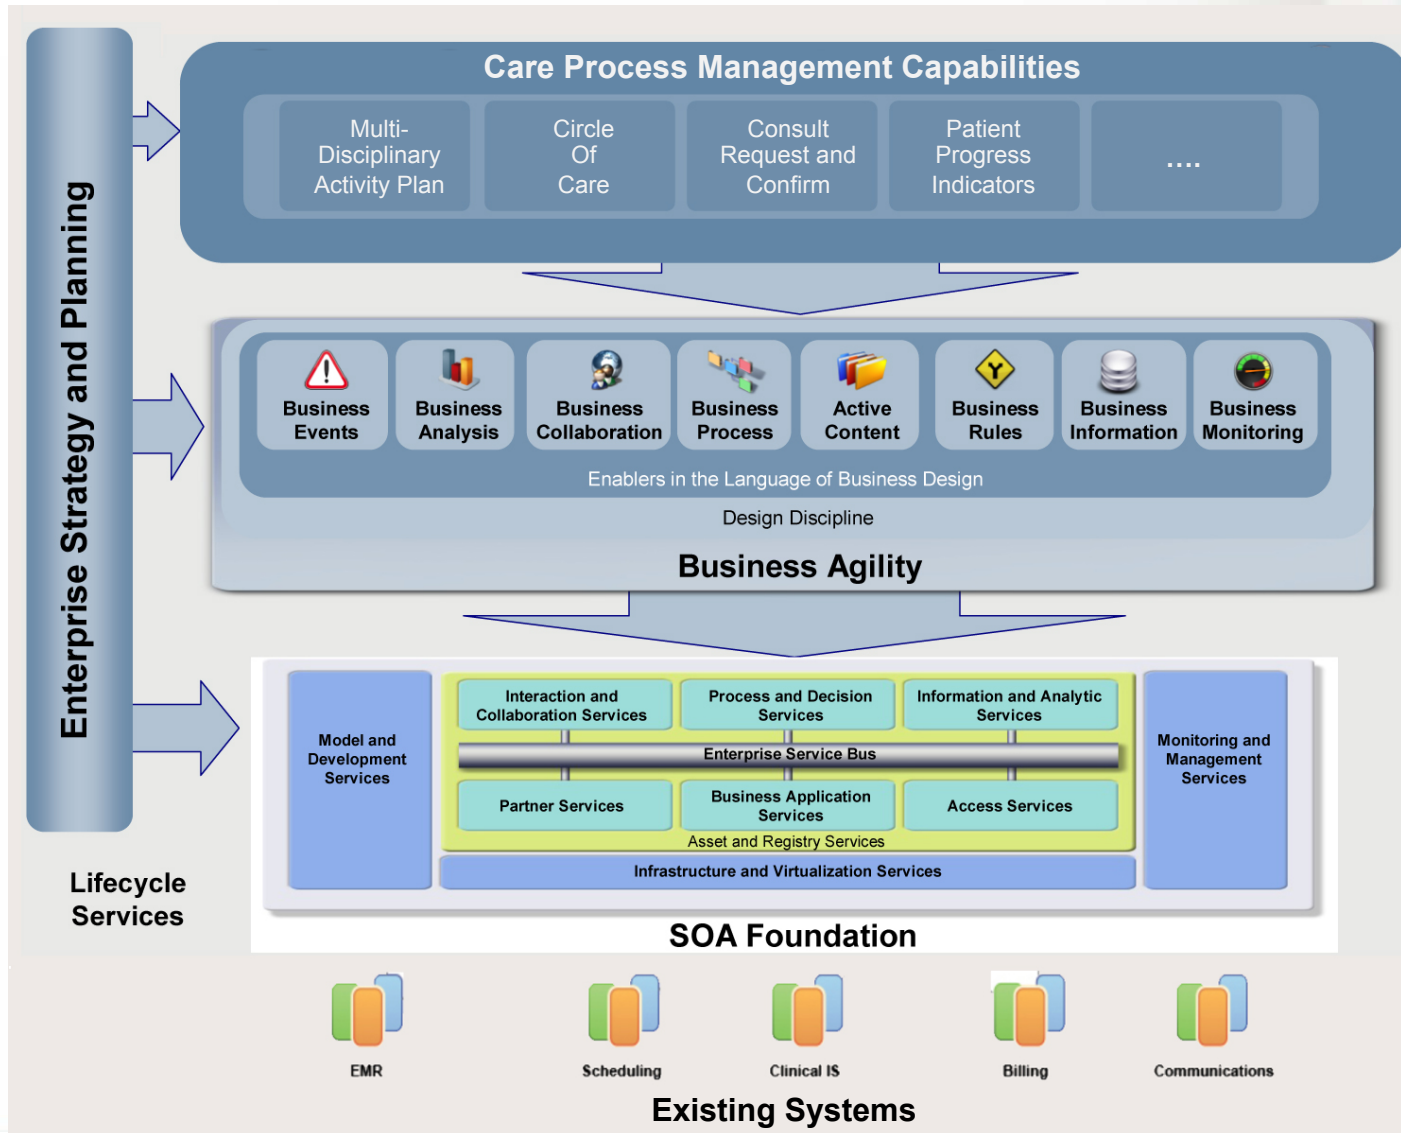 Care Process Management Capabilities
Multi-
Disciplinary
Activity Plan
Circle
Of
Care
Consult
Request and
Confirm
Patient
Progress
Indicators
....
Enterprise Strategy and Planning
Business
Events
Business
Analysis
Business
Collaboration
Business
Process
Active
Content
Business
Rules
Business
Information
Business
Monitoring
Enablers in the Language of Business Design
Design Discipline
Business Agility
Model and
Development
Services
Interaction and
Collaboration Services
Process and Decision
Services
Information and Analytic
Services
Enterprise Service Bus
Partner Services
Business Application
Services
Access Services
Asset and Registry Services
Infrastructure and Virtualization Services
Monitoring and
Management
Services
Lifecycle
Services
SOA Foundation
EMR
Scheduling
Clinical IS
Billing
Communications
Existing Systems